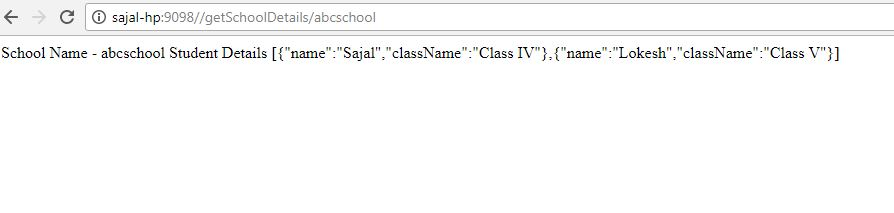 sajal-hp:9098//getSchoolDetails/abcschool
School Name - abcschool Student Details [{"name":"Sajal","className":"Class IV"},{"name":"Lokesh","className":"Class V"}]